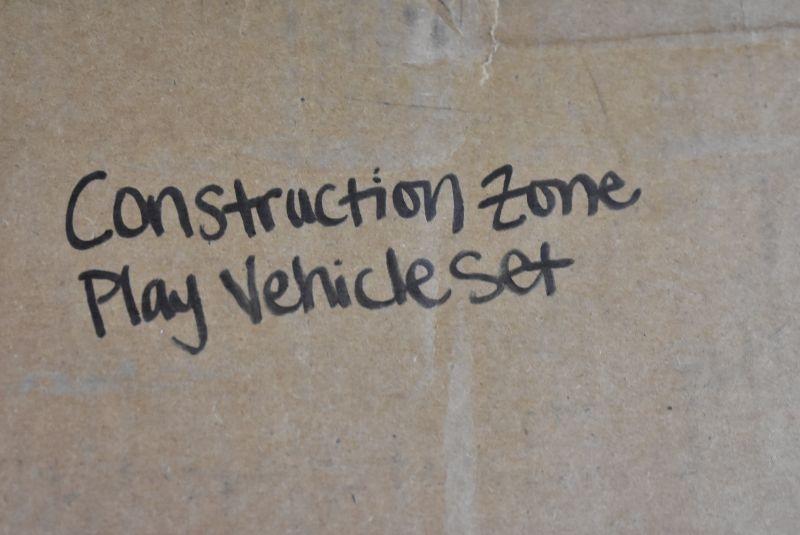 Construction Zone
Play Vehicle Set